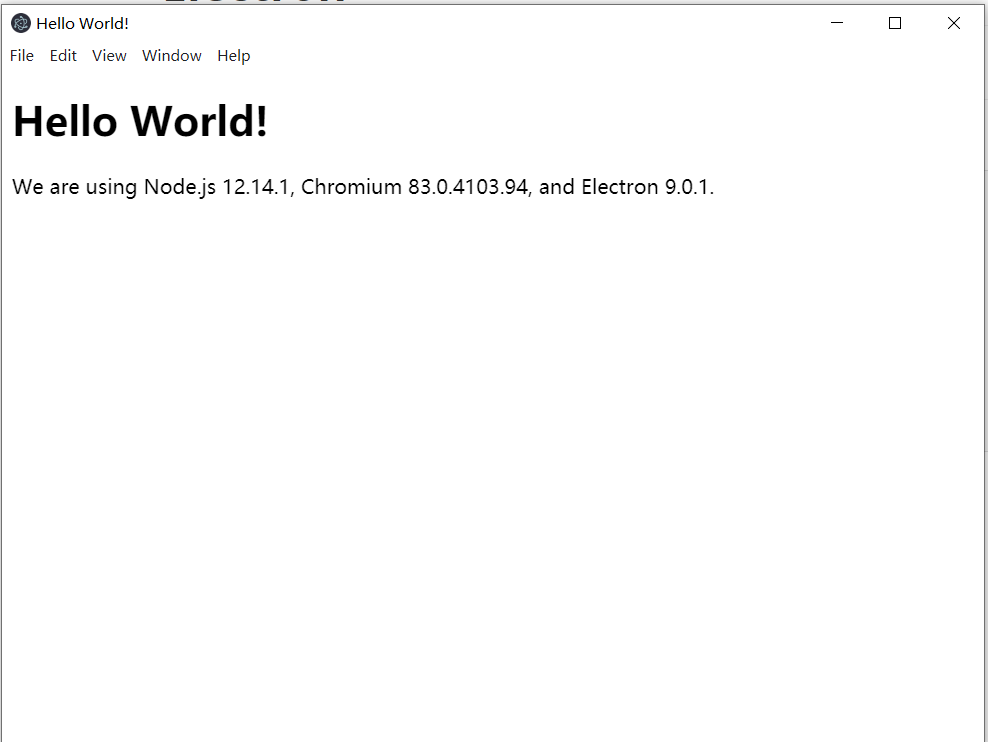 Hello World!
File Edit View Window Help
Hello World!
We are using Node.js 12.14.1, Chromium 83.0.4103.94, and Electron 9.0.1.